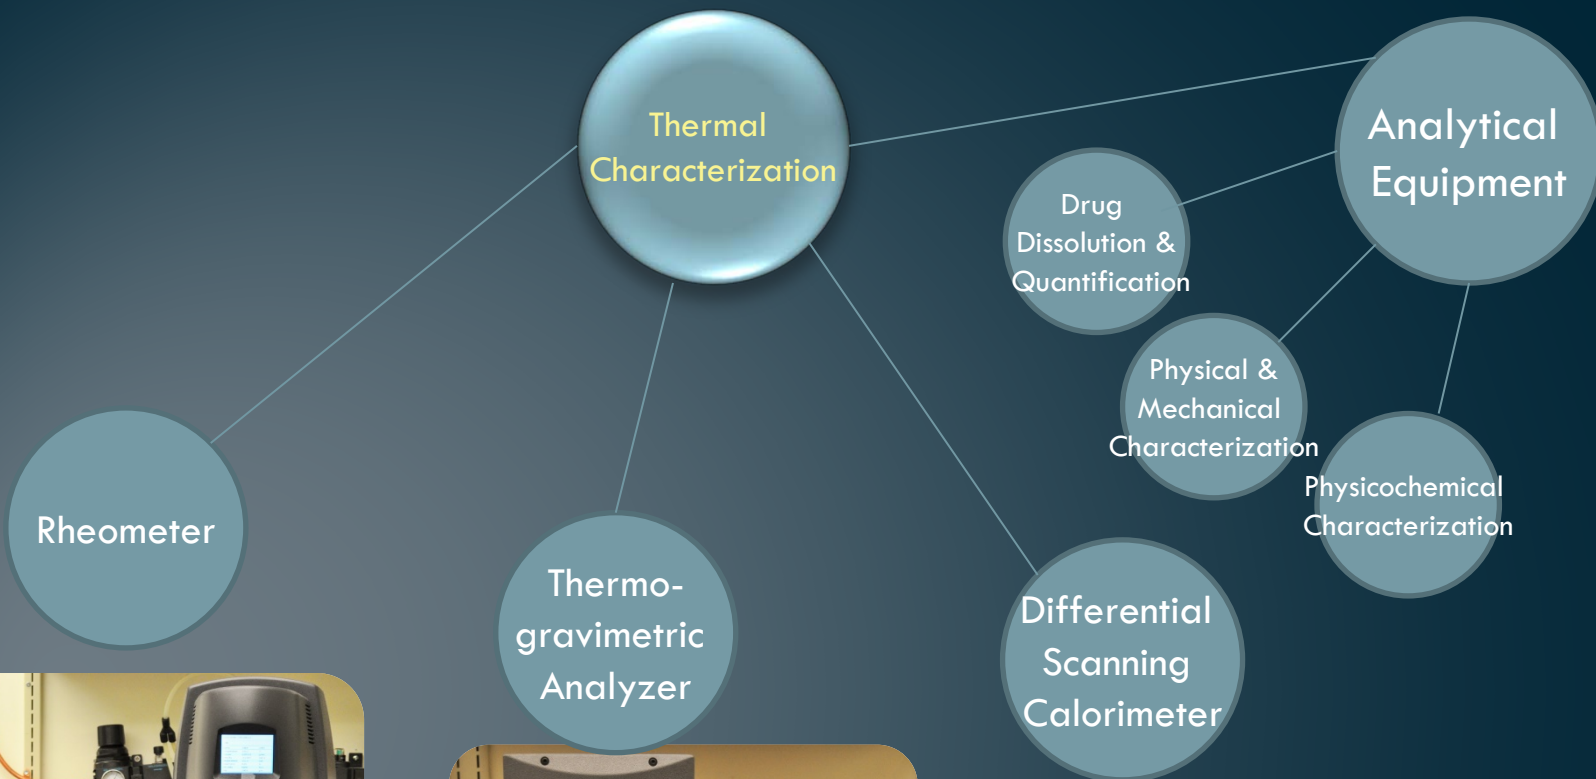 Thermal
Characterization
Analytical
Equipment
Drug
Dissolution &
Quantification
Physical &
Mechanical
Characterization
Physicochemical
Characterization
Rheometer
Thermo-
gravimetric
Analyzer
Differential
Scanning
Calorimeter